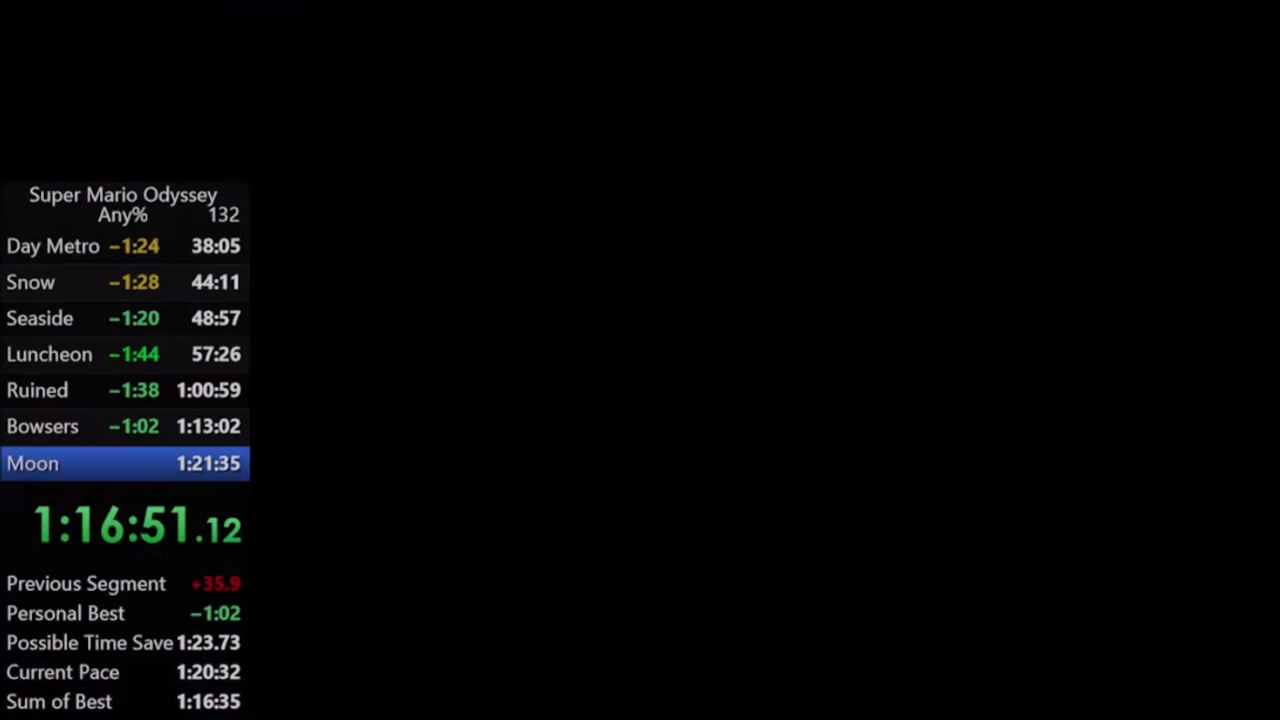 Super Mario Odyssey
Any% 132
Day Metro −1:24 38:05
Snow −1:28 44:11
Seaside −1:20 48:57
Luncheon −1:44 57:26
Ruined −1:38 1:00:59
Bowsers −1:02 1:13:02
Moon 1:21:35
1:16:51.12
Previous Segment +35.9
Personal Best −1:02
Possible Time Save 1:23.73
Current Pace 1:20:32
Sum of Best 1:16:35